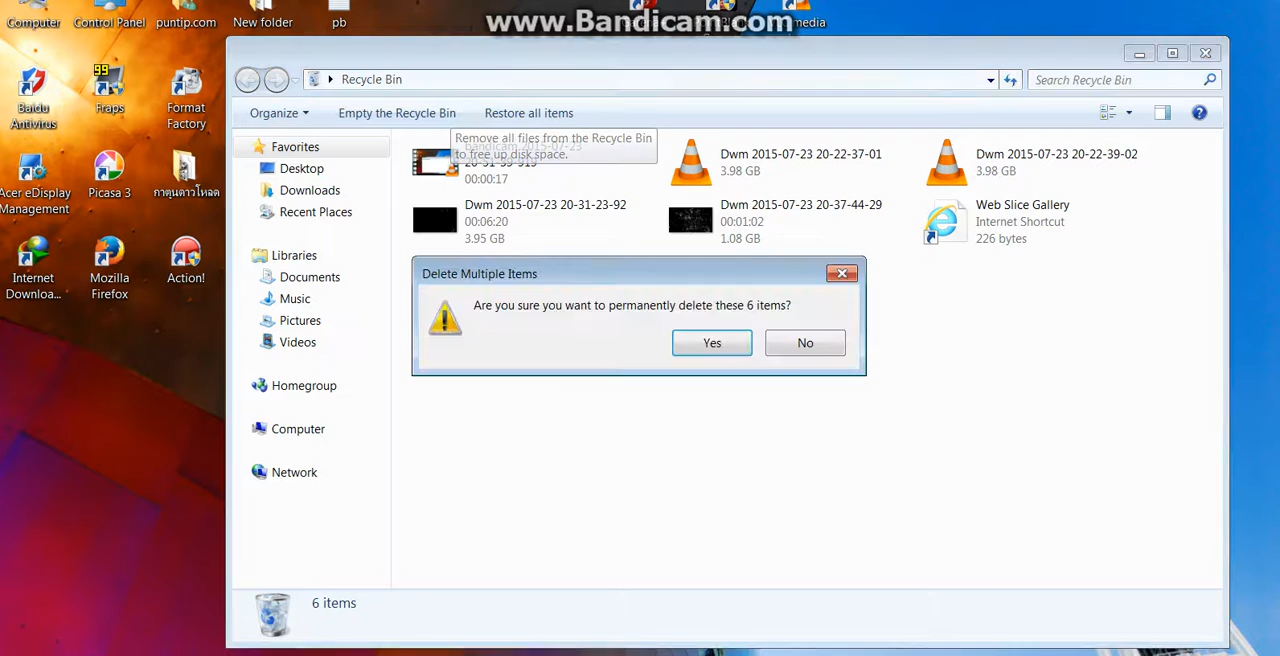 www.Bandicam.com
Computer
Control Panel
puntip.com
New folder
pb
Baidu
Antivirus
99
Fraps
Format
Factory
Acer eDisplay
Management
Picasa 3
กาตูนดาวโหลด
Internet
Downloa...
Mozilla
Firefox
Action!
Recycle Bin
Search Recycle Bin
Organize
Empty the Recycle Bin
Restore all items
Remove all files from the Recycle Bin
to free up disk space.
Favorites
Desktop
Downloads
Recent Places
Libraries
Documents
Music
Pictures
Videos
Homegroup
Computer
Network
bandicam 2015-07-23
00:00:17
Dwm 2015-07-23 20-22-37-01
3.98 GB
Dwm 2015-07-23 20-22-39-02
3.98 GB
Dwm 2015-07-23 20-31-23-92
00:06:20
3.95 GB
Dwm 2015-07-23 20-37-44-29
00:01:02
1.08 GB
Web Slice Gallery
Internet Shortcut
226 bytes
Delete Multiple Items
Are you sure you want to permanently delete these 6 items?
Yes
No
6 items